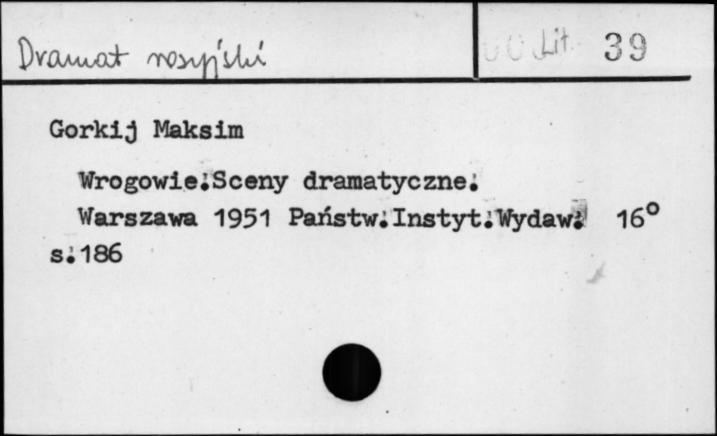 Dramat rosyjski
Lit. 39
Gorkij Maksim
Wrogowie.Sceny dramatyczne.
Warszawa 1951 Państw.Instyt.Wydaw. 16°
s.186